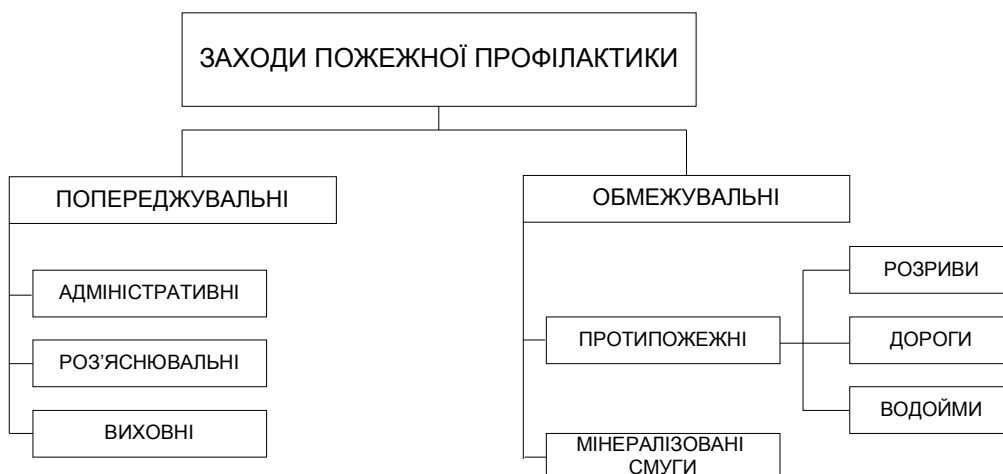 ЗАХОДИ ПОЖЕЖНОЇ ПРОФІЛАКТИКИ
ПОПЕРЕДЖУВАЛЬНІ
АДМІНІСТРАТИВНІ
РОЗ’ЯСНЮВАЛЬНІ
ВИХОВНІ
ОБМЕЖУВАЛЬНІ
ПРОТИПОЖЕЖНІ
РОЗРИВИ
ДОРОГИ
ВОДОЙМИ
МІНЕРАЛІЗОВАНІ
СМУГИ